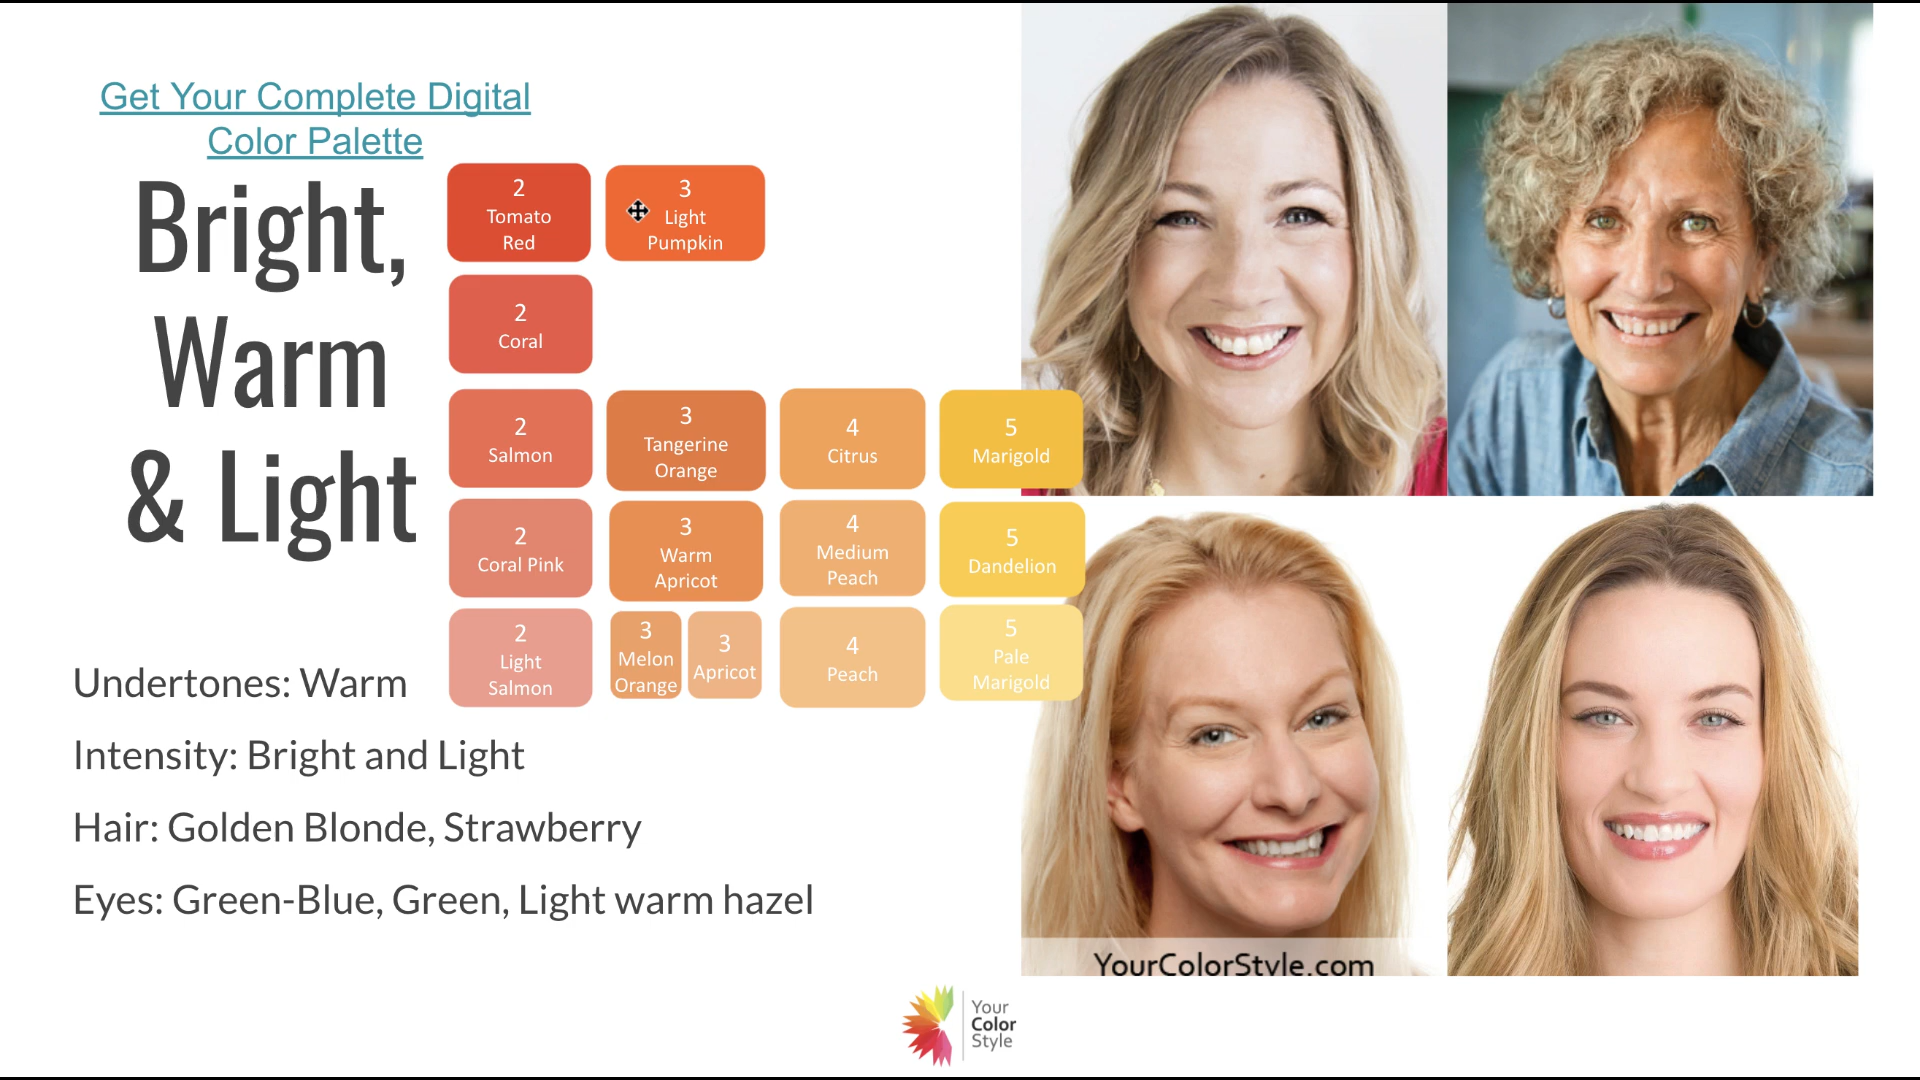 Get Your Complete Digital
Color Palette
Bright,
Warm
& Light
2
Tomato
Red
3
Light
Pumpkin
2
Coral
2
Salmon
3
Tangerine
Orange
4
Citrus
5
Marigold
2
Coral Pink
3
Warm
Apricot
4
Medium
Peach
5
Dandelion
2
Light
Salmon
3
Melon
Orange
3
Apricot
4
Peach
5
Pale
Marigold
Undertones: Warm
Intensity: Bright and Light
Hair: Golden Blonde, Strawberry
Eyes: Green-Blue, Green, Light warm hazel
YourColorStyle.com
Your
Color
Style